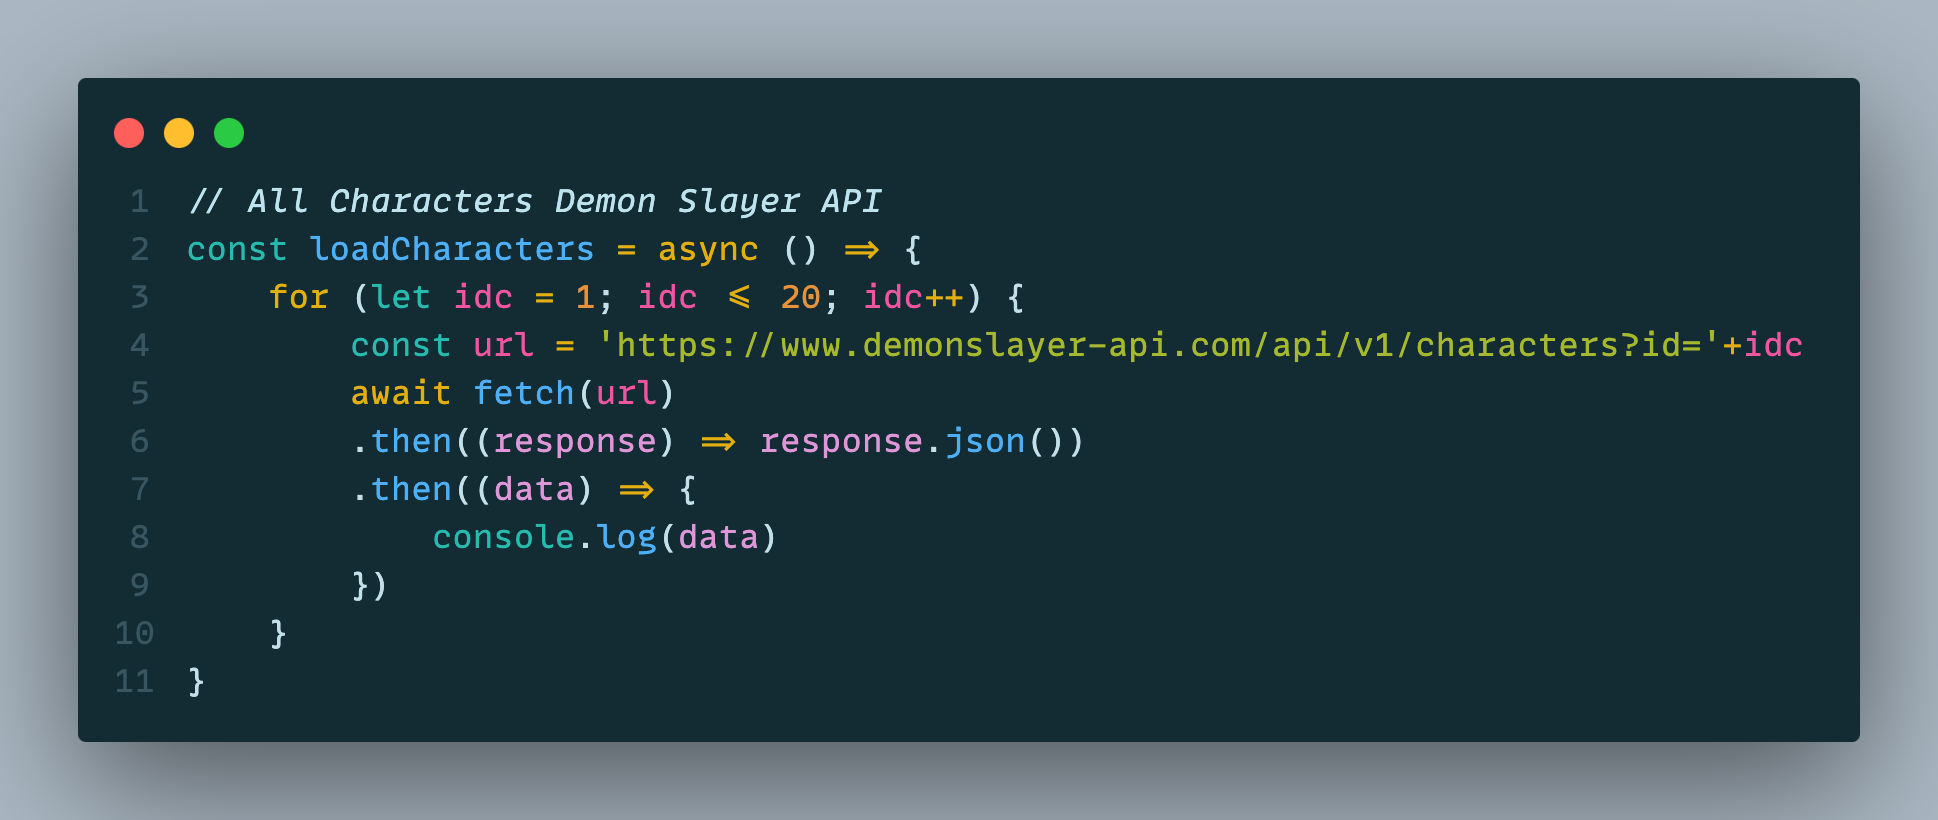 1 // All Characters Demon Slayer API
2 const loadCharacters = async () => {
3     for (let idc = 1; idc <= 20; idc++) {
4         const url = 'https://www.demonslayer-api.com/api/v1/characters?id='+idc
5         await fetch(url)
6         .then((response) => response.json())
7         .then((data) => {
8             console.log(data)
9         })
10     }
11 }